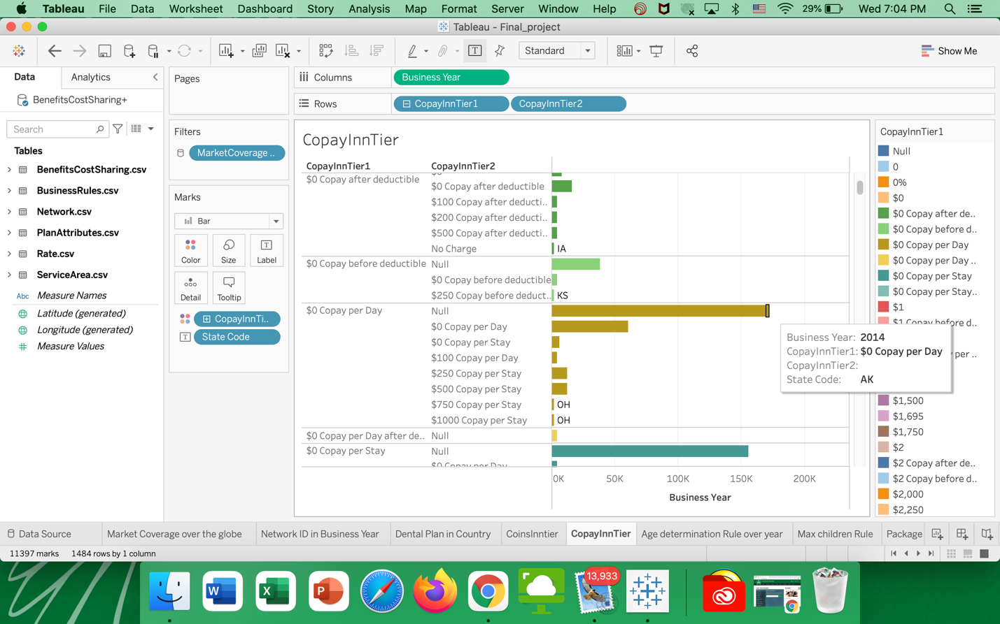 Tableau File Data Worksheet Dashboard Story Analysis Map Format Server Window Help 29% Wed 7:04 PM
Tableau - Final_project
Standard Show Me
Data Analytics
BenefitsCostSharing+
Search
Tables
BenefitsCostSharing.csv
BusinessRules.csv
Network.csv
PlanAttributes.csv
Rate.csv
ServiceArea.csv
Abc Measure Names
Latitude (generated)
Longitude (generated)
Measure Values
Pages
Filters
MarketCoverage ..
Marks
Bar
Color Size Label
Detail Tooltip
CopayInnTi..
State Code
Columns Business Year
Rows CopayInnTier1 CopayInnTier2
CopayInnTier
CopayInnTier1 CopayInnTier2
$0 Copay after deductible
$0
$0 Copay after deductible
$100 Copay after deducti..
$200 Copay after deducti..
$500 Copay after deducti..
No Charge IA
$0 Copay before deductible Null
$0 Copay before deductible
$250 Copay before deduct.. KS
$0 Copay per Day Null
$0 Copay per Day
$0 Copay per Stay
$100 Copay per Day
$250 Copay per Stay
$500 Copay per Stay
$750 Copay per Stay OH
$1000 Copay per Stay OH
$0 Copay per Day after de.. Null
$0 Copay per Stay Null
$0 Copay per Day
0K 50K 100K 150K 200K
Business Year
Business Year: 2014
CopayInnTier1: $0 Copay per Day
CopayInnTier2:
State Code: AK
CopayInnTier1
Null
0
0%
$0
$0 Copay after de..
$0 Copay before d..
$0 Copay per Day
$0 Copay per Day ..
$0 Copay per Stay
$0 Copay per Stay..
$1
$1 Copay before d..
per ..
$1,500
$1,695
$1,750
$2
$2 Copay after de..
$2 Copay before d..
$2,000
$2,250
Data Source Market Coverage over the globe Network ID in Business Year Dental Plan in Country CoinsInntier CopayInnTier Age determination Rule over year Max children Rule Package
11397 marks 1484 rows by 1 column
W X P 13,933